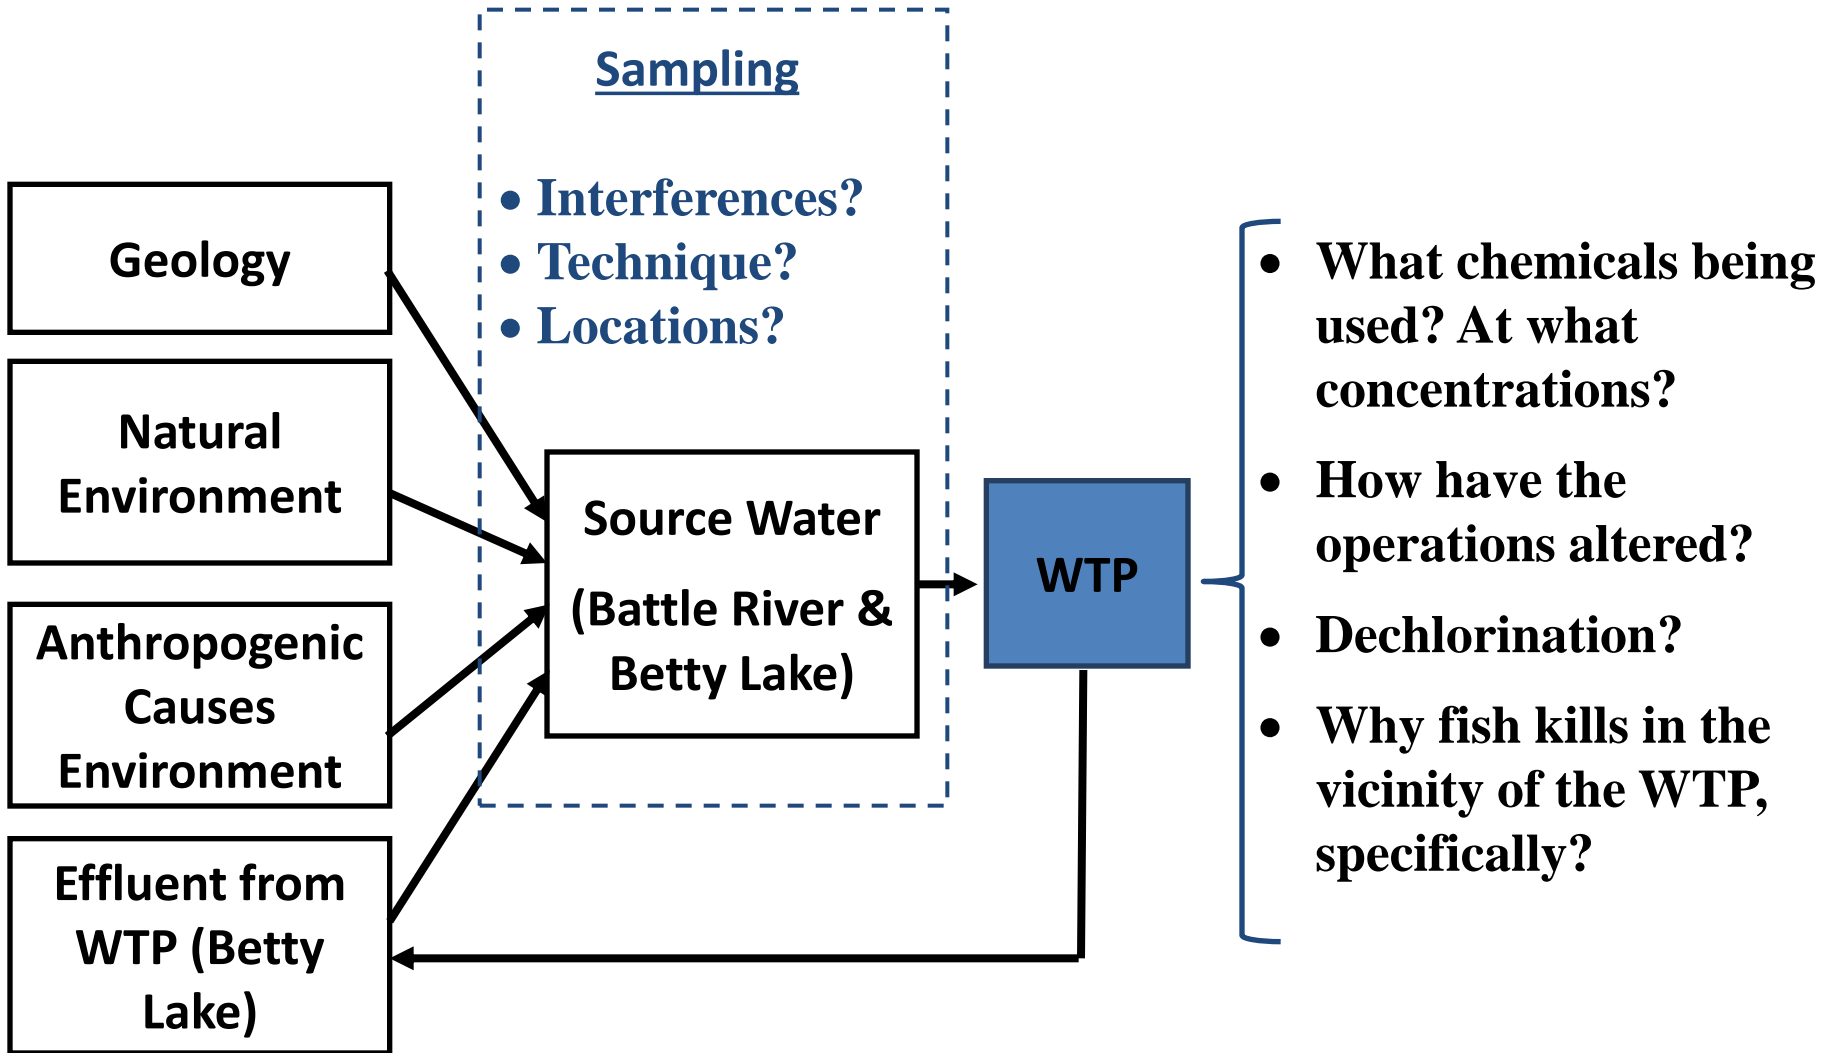 Sampling
• Interferences?
• Technique?
• Locations?
Geology
Natural
Environment
Anthropogenic
Causes
Environment
Effluent from
WTP (Betty
Lake)
Source Water
(Battle River &
Betty Lake)
WTP
• What chemicals being
used? At what
concentrations?
• How have the
operations altered?
• Dechlorination?
• Why fish kills in the
vicinity of the WTP,
specifically?